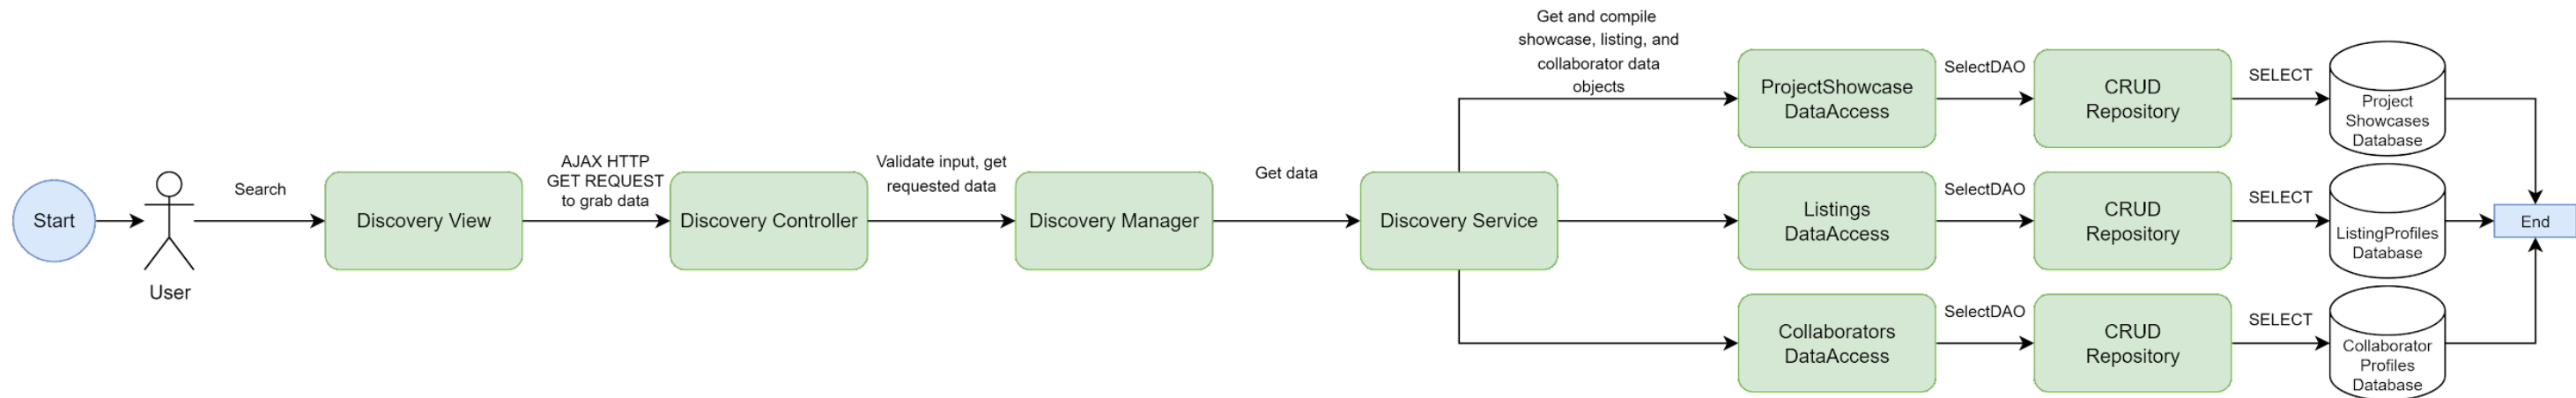 Start
User
Search
Discovery View
AJAX HTTP
GET REQUEST
to grab data
Discovery Controller
Validate input, get
requested data
Discovery Manager
Get data
Discovery Service
Get and compile
showcase, listing, and
collaborator data
objects
ProjectShowcase
DataAccess
SelectDAO
CRUD
Repository
SELECT
Project
Showcases
Database
Listings
DataAccess
SelectDAO
CRUD
Repository
SELECT
ListingProfiles
Database
Collaborators
DataAccess
SelectDAO
CRUD
Repository
SELECT
Collaborator
Profiles
Database
End